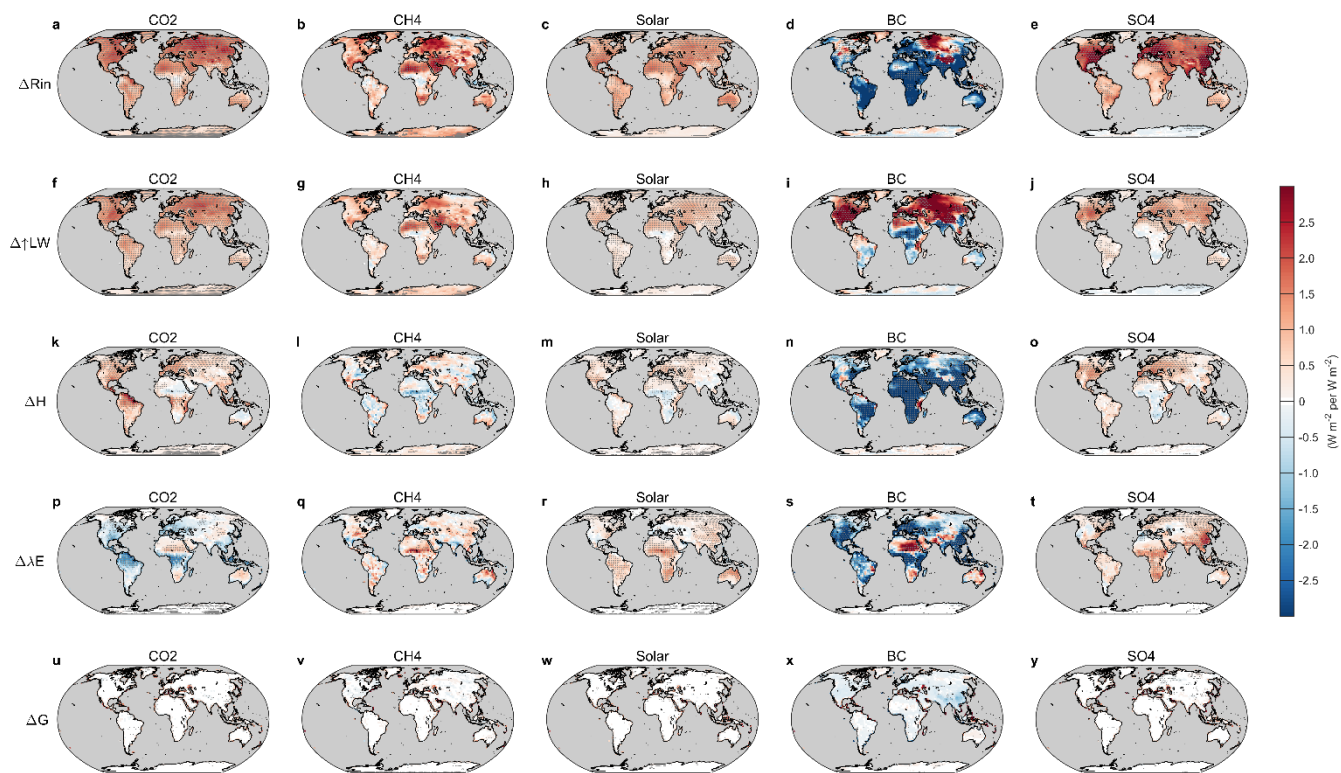 a CO2 b CH4 c Solar d BC e SO4
ΔRin
f CO2 g CH4 h Solar i BC j SO4
Δ↑LW
k CO2 l CH4 m Solar n BC o SO4
ΔH
p CO2 q CH4 r Solar s BC t SO4
ΔλE
u CO2 v CH4 w Solar x BC y SO4
ΔG
2.5
2.0
1.5
1.0
0.5
0
-0.5
-1.0
-1.5
-2.0
-2.5
(W m⁻² per W m⁻²)